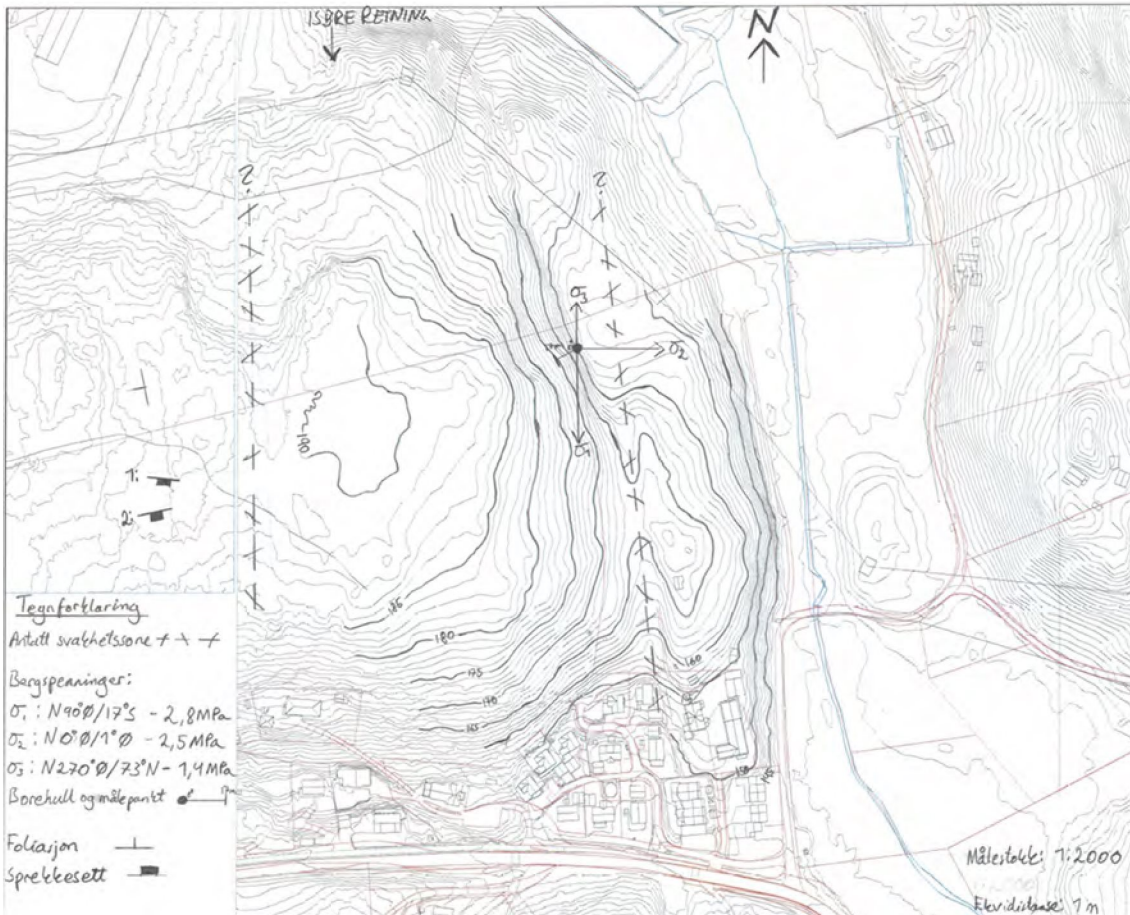 ISBRE RETNING
N
?
?
σ3
σ2
σ1
190
1:
2:
185
180
175
170
165
160
150
Tegnforklaring
Antatt svakhetssone
Bergspenninger:
σ1 : N90°Ø/17°S - 2,8MPa
σ2 : N0°Ø/1°Ø - 2,5MPa
σ3 : N270°Ø/73°N - 1,4MPa
Borehull og målepunkt
Foliasjon
Sprekkesett
Målestokk: 1:2000
Ekvidistanse: 1m